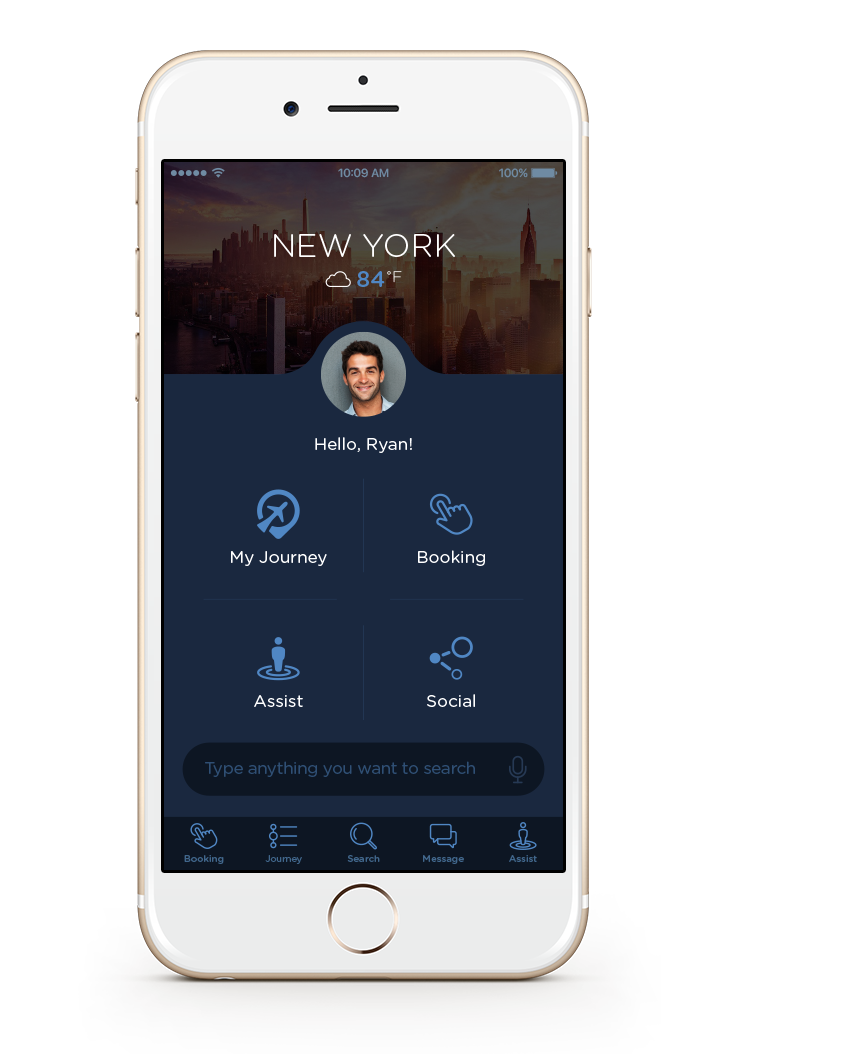 10:09 AM 100%
NEW YORK
84°F
Hello, Ryan!
My Journey Booking
Assist Social
Type anything you want to search
Booking Journey Search Message Assist